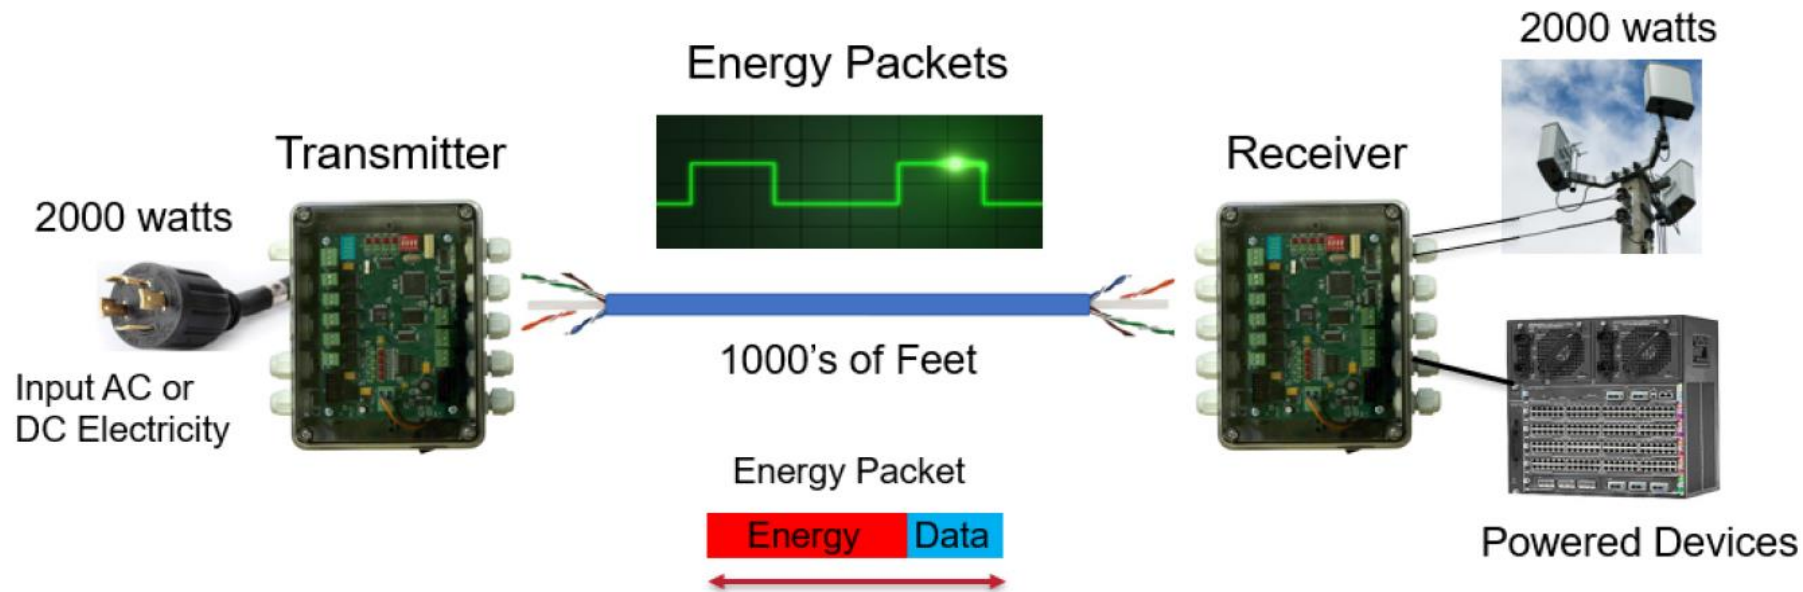 2000 watts
Energy Packets
Transmitter
Receiver
2000 watts
1000's of Feet
Input AC or
DC Electricity
Energy Packet
Energy Data
Powered Devices